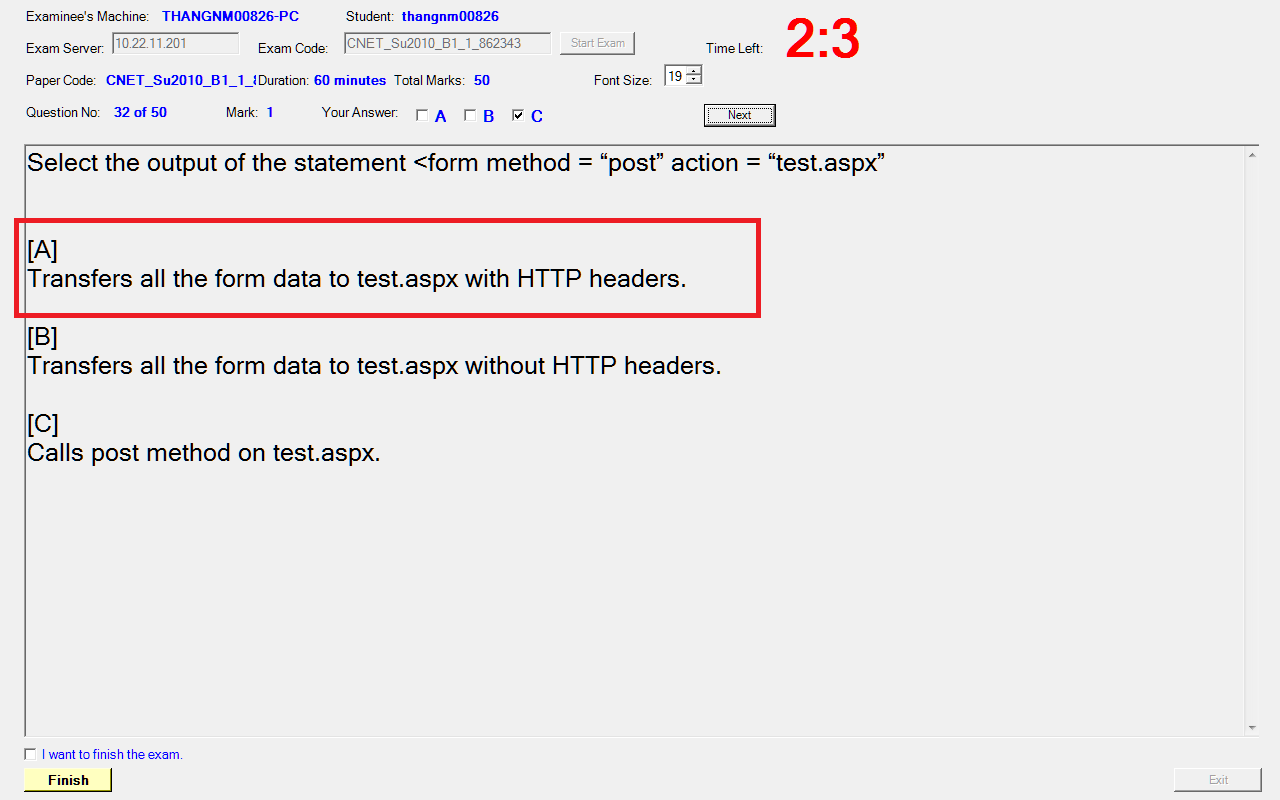 Examinee's Machine: THANGNM00826-PC Student: thangnm00826
Exam Server: 10.22.11.201 Exam Code: CNET_Su2010_B1_1_862343 Start Exam Time Left: 2:3
Paper Code: CNET_Su2010_B1_1_ Duration: 60 minutes Total Marks: 50 Font Size: 19
Question No: 32 of 50 Mark: 1 Your Answer: A B C Next
Select the output of the statement <form method = “post” action = “test.aspx”
[A]
Transfers all the form data to test.aspx with HTTP headers.
[B]
Transfers all the form data to test.aspx without HTTP headers.
[C]
Calls post method on test.aspx.
I want to finish the exam.
Finish Exit